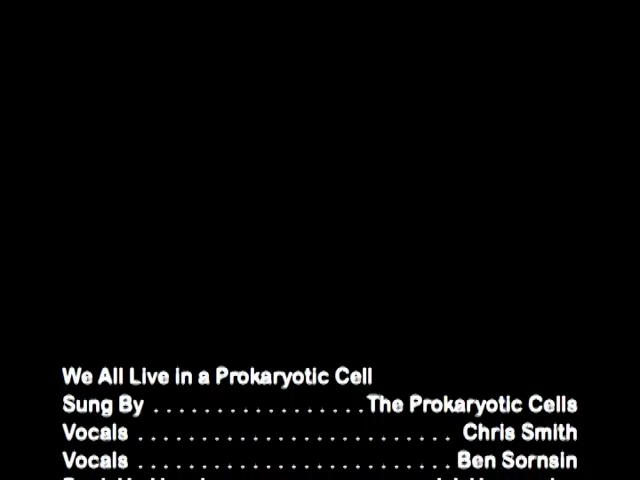 We All Live in a Prokaryotic Cell
Sung By . . . . . . . . . . . . . . . . . The Prokaryotic Cells
Vocals . . . . . . . . . . . . . . . . . . . . . . . . . Chris Smith
Vocals . . . . . . . . . . . . . . . . . . . . . . . . . Ben Sornsin